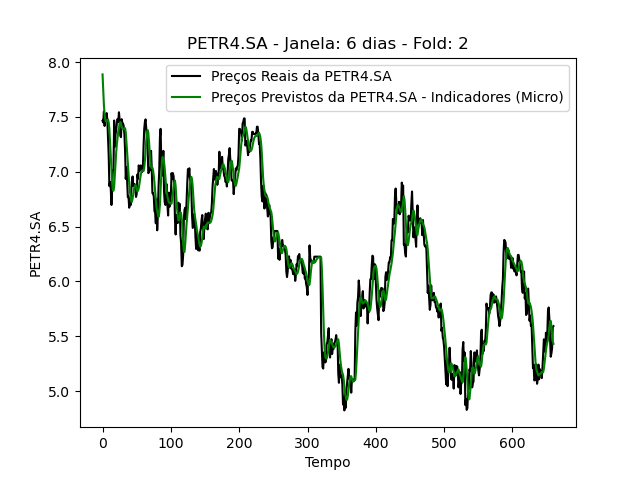 PETR4.SA - Janela: 6 dias - Fold: 2
Preços Reais da PETR4.SA
Preços Previstos da PETR4.SA - Indicadores (Micro)
PETR4.SA
8.0
7.5
7.0
6.5
6.0
5.5
5.0
0 100 200 300 400 500 600
Tempo